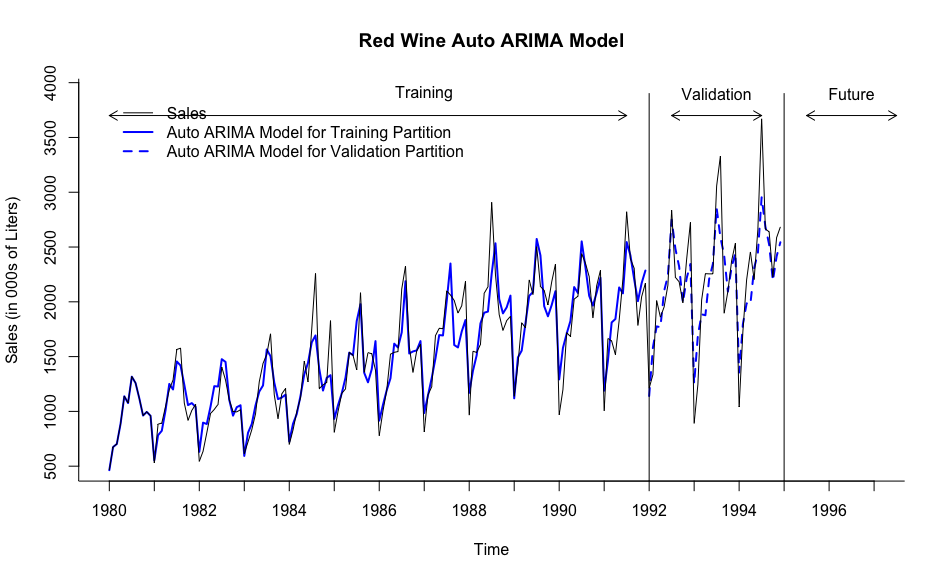 Red Wine Auto ARIMA Model
Training
Validation
Future
Sales
Auto ARIMA Model for Training Partition
Auto ARIMA Model for Validation Partition
Sales (in 000s of Liters)
4000
3500
3000
2500
2000
1500
1000
500
1980 1982 1984 1986 1988 1990 1992 1994 1996
Time